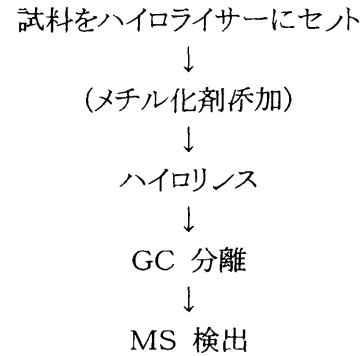 試料をハイロライサーにセット
↓
(メチル化剤添加)
↓
ハイロリンス
↓
GC 分離
↓
MS 検出